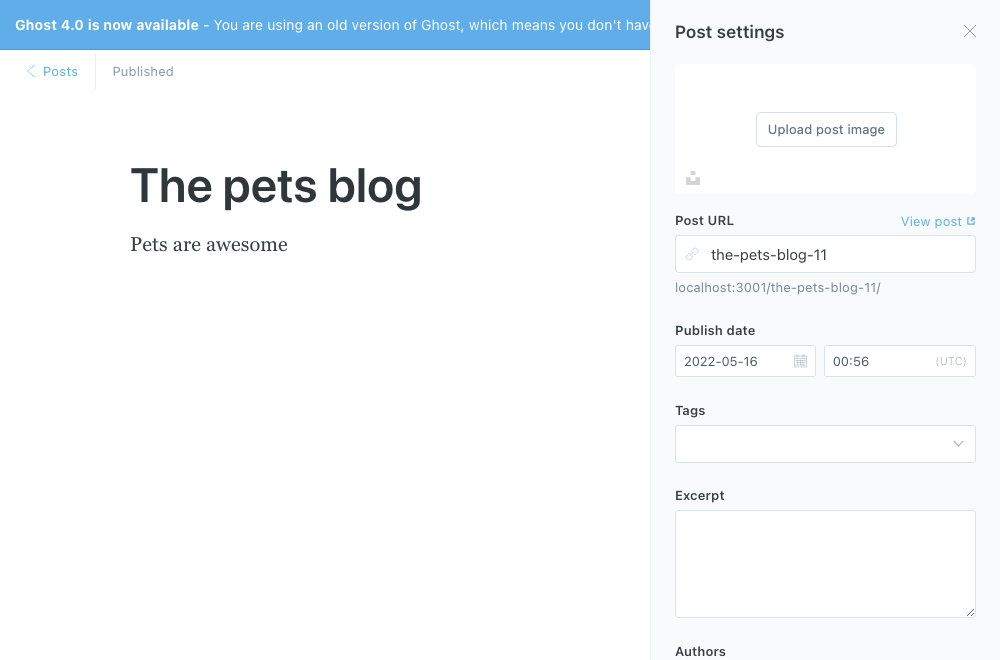 Ghost 4.0 is now available - You are using an old version of Ghost, which means you don't have
Posts
Published
The pets blog
Pets are awesome
Post settings
Upload post image
Post URL
View post
the-pets-blog-11
localhost:3001/the-pets-blog-11/
Publish date
2022-05-16
00:56
(UTC)
Tags
Excerpt
Authors